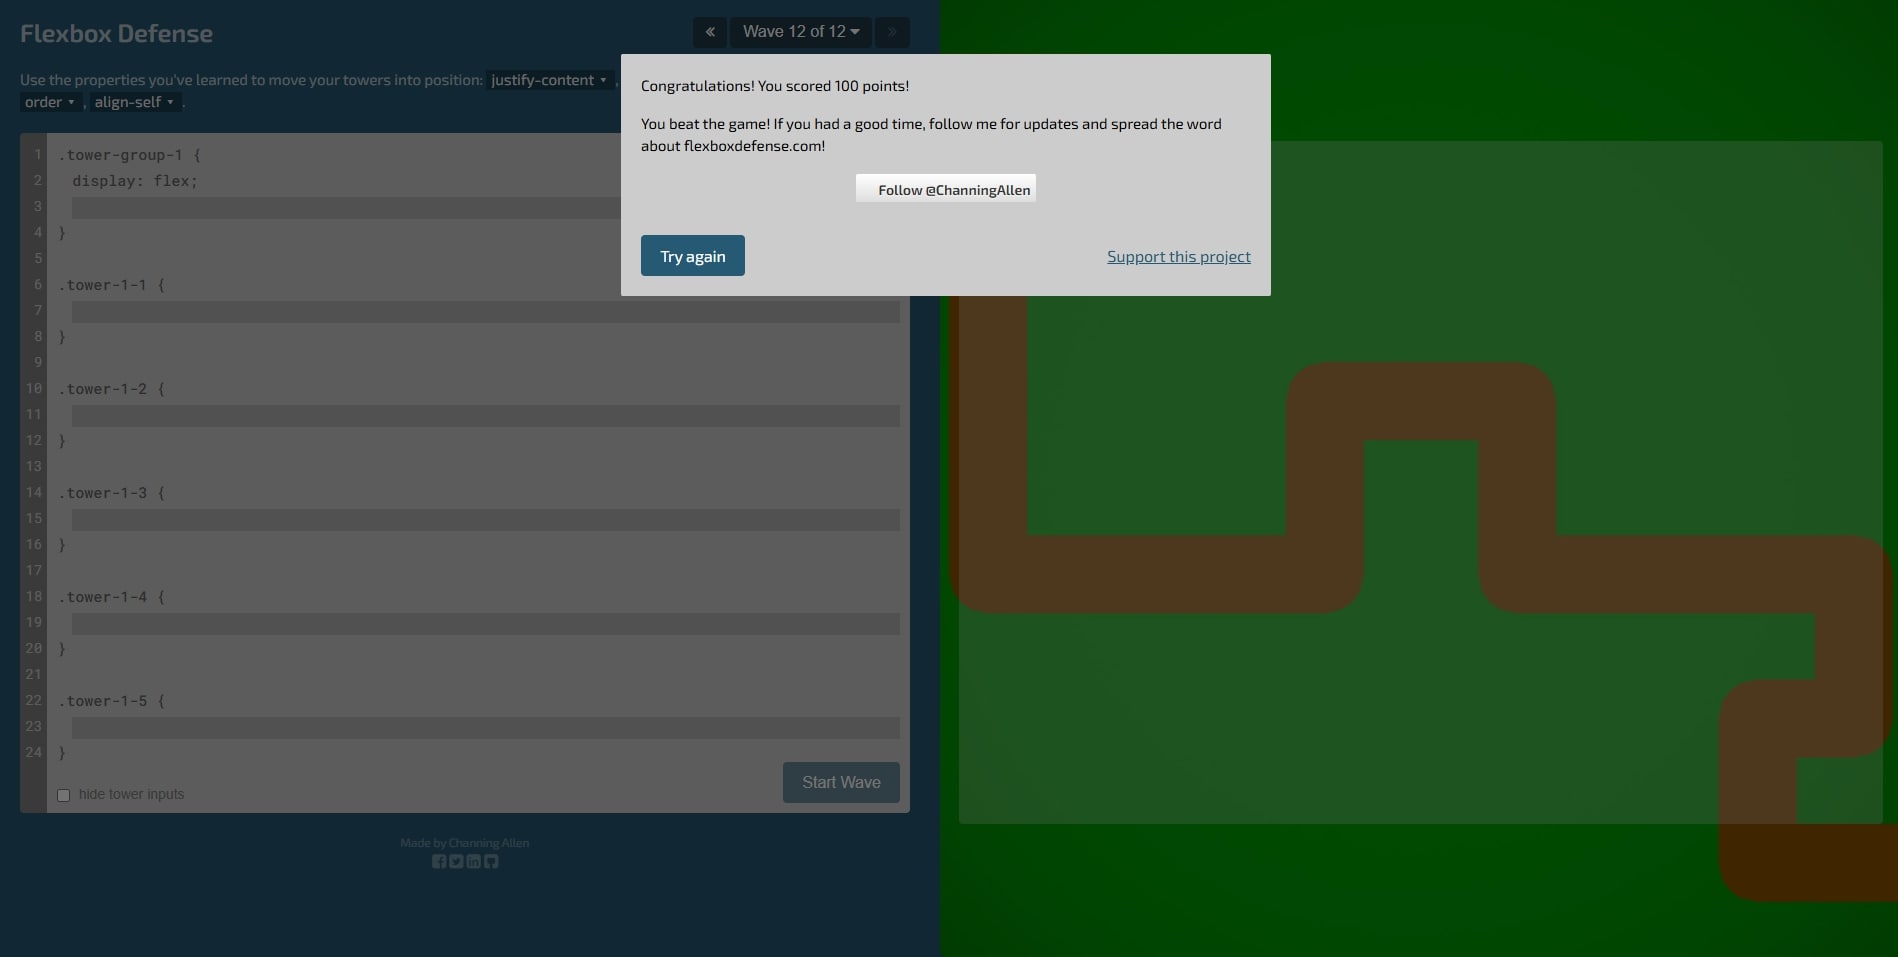 Flexbox Defense
« Wave 12 of 12 »
Use the properties you've learned to move your towers into position: justify-content ,
order , align-self .
Congratulations! You scored 100 points!
You beat the game! If you had a good time, follow me for updates and spread the word
about flexboxdefense.com!
Follow @ChanningAllen
Try again
Support this project
1 .tower-group-1 {
2 display: flex;
3
4 }
5
6 .tower-1-1 {
7
8 }
9
10 .tower-1-2 {
11
12 }
13
14 .tower-1-3 {
15
16 }
17
18 .tower-1-4 {
19
20 }
21
22 .tower-1-5 {
23
24 }
hide tower inputs
Start Wave
Made by Channing Allen